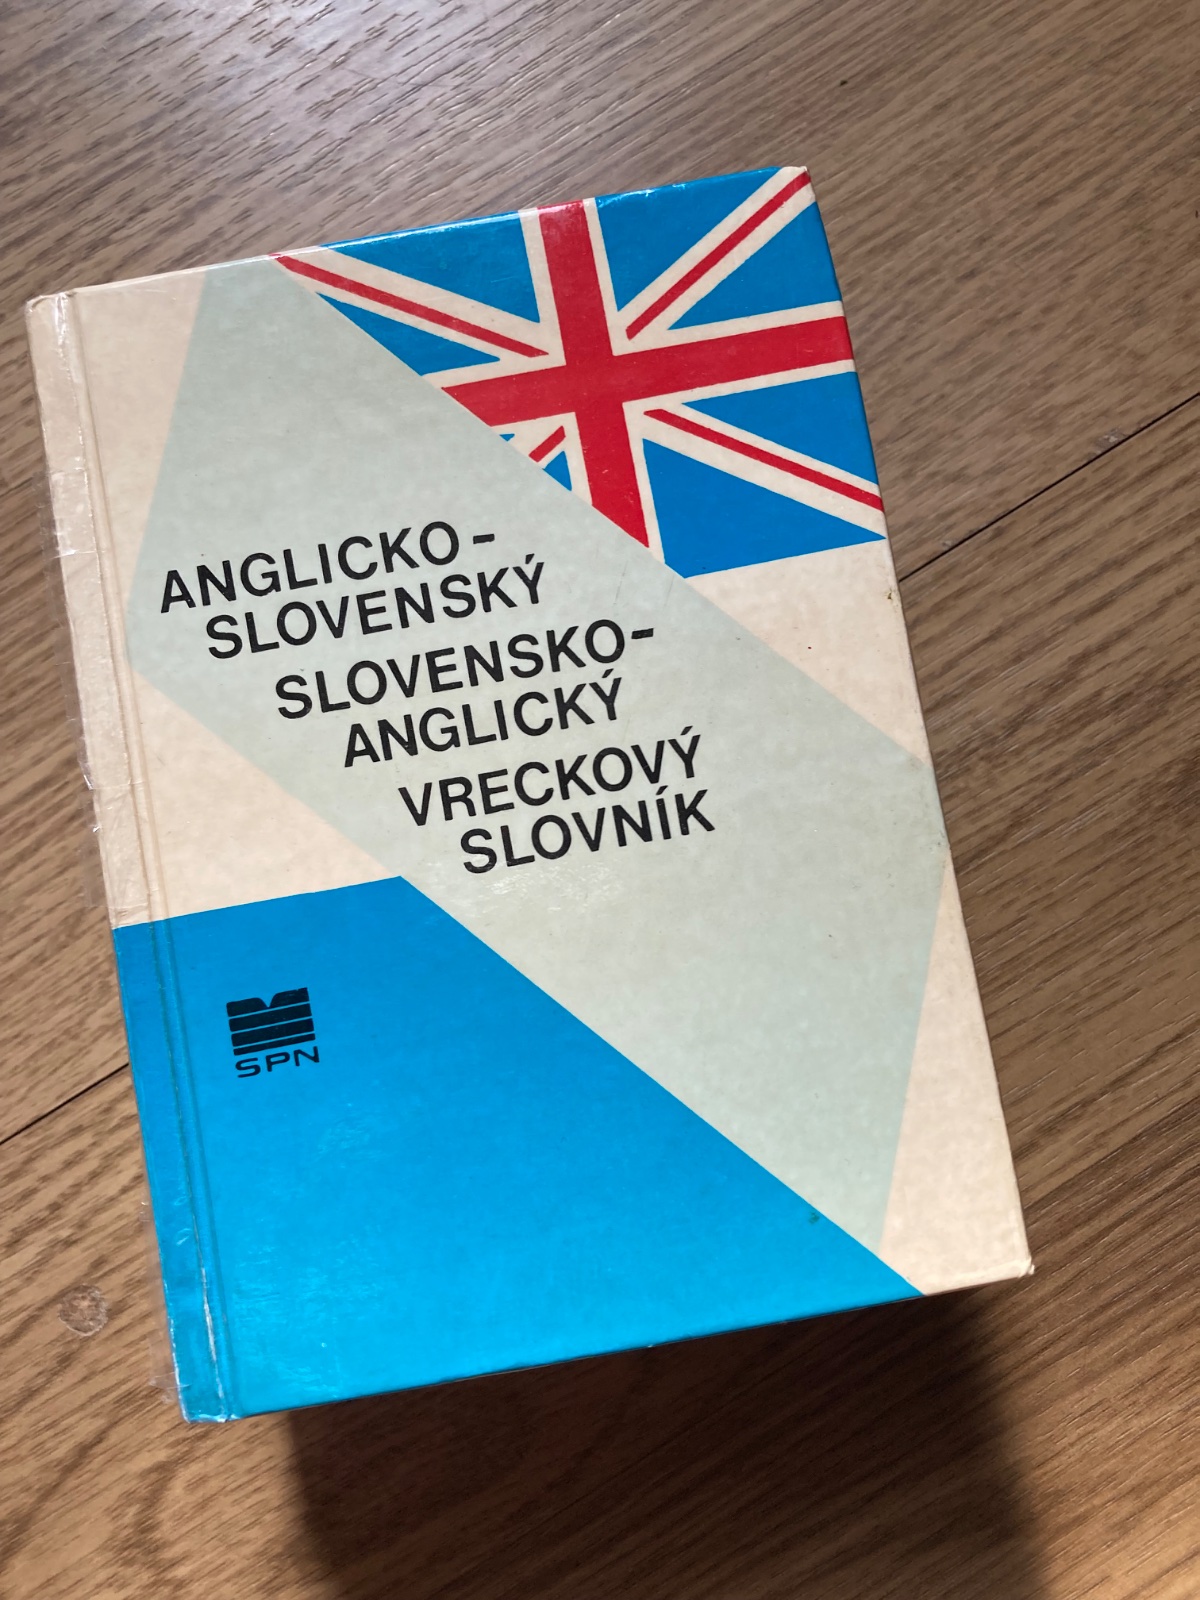 ANGLICKO-
SLOVENSKÝ
SLOVENSKO-
ANGLICKÝ
VRECKOVÝ
SLOVNÍK
SPN